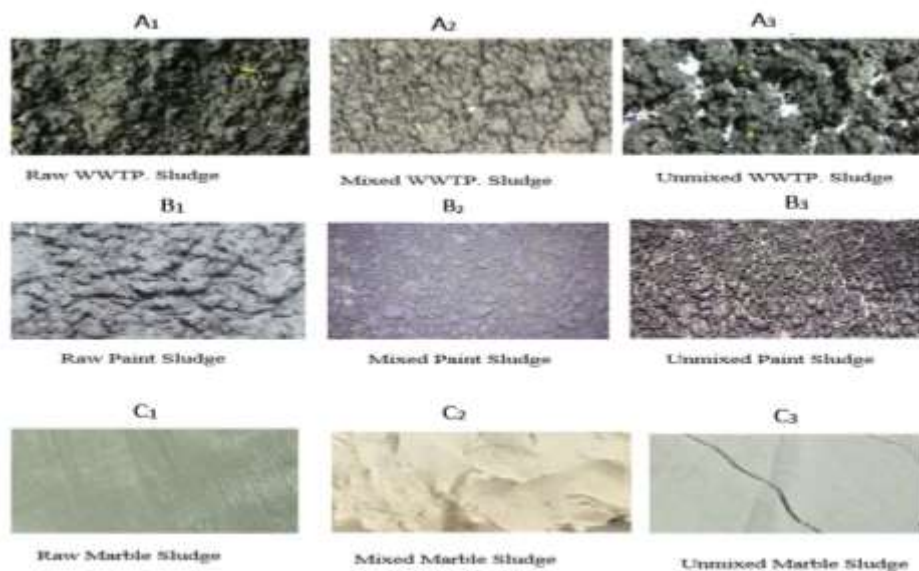 A1 A2 A3
Raw WWTP. Sludge Mixed WWTP. Sludge Unmixed WWTP. Sludge
B1 B2 B3
Raw Paint Sludge Mixed Paint Sludge Unmixed Paint Sludge
C1 C2 C3
Raw Marble Sludge Mixed Marble Sludge Unmixed Marble Sludge